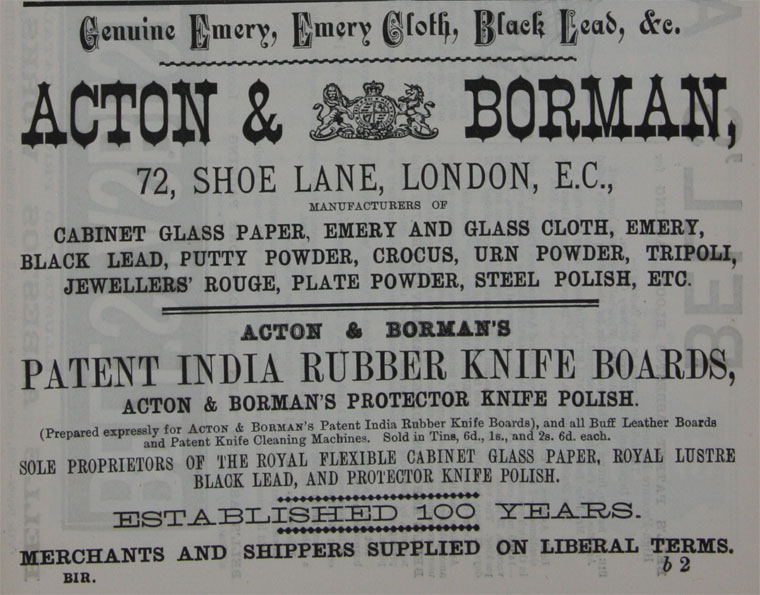 Genuine Emery, Emery Cloth, Black Lead, &c.
ACTON & BORMAN,
72, SHOE LANE, LONDON, E.C.,
MANUFACTURERS OF
CABINET GLASS PAPER, EMERY AND GLASS CLOTH, EMERY,
BLACK LEAD, PUTTY POWDER, CROCUS, URN POWDER, TRIPOLI,
JEWELLERS' ROUGE, PLATE POWDER, STEEL POLISH, ETC.
ACTON & BORMAN'S
PATENT INDIA RUBBER KNIFE BOARDS,
ACTON & BORMAN'S PROTECTOR KNIFE POLISH.
(Prepared expressly for ACTON & BORMAN'S Patent India Rubber Knife Boards), and all Buff Leather Boards
and Patent Knife Cleaning Machines. Sold in Tins, 6d., 1s., and 2s. 6d. each.
SOLE PROPRIETORS OF THE ROYAL FLEXIBLE CABINET GLASS PAPER, ROYAL LUSTRE
BLACK LEAD, AND PROTECTOR KNIFE POLISH.
ESTABLISHED 100 YEARS.
MERCHANTS AND SHIPPERS SUPPLIED ON LIBERAL TERMS.
BIR. b 2